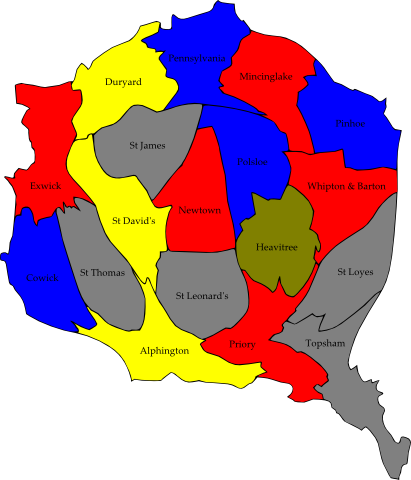 Pennsylvania
Duryard
Mincinglake
Pinhoe
St James
Polsloe
Exwick
Whipton & Barton
Newtown
St David's
Heavitree
St Thomas
St Loyes
Cowick
St Leonard's
Priory
Topsham
Alphington